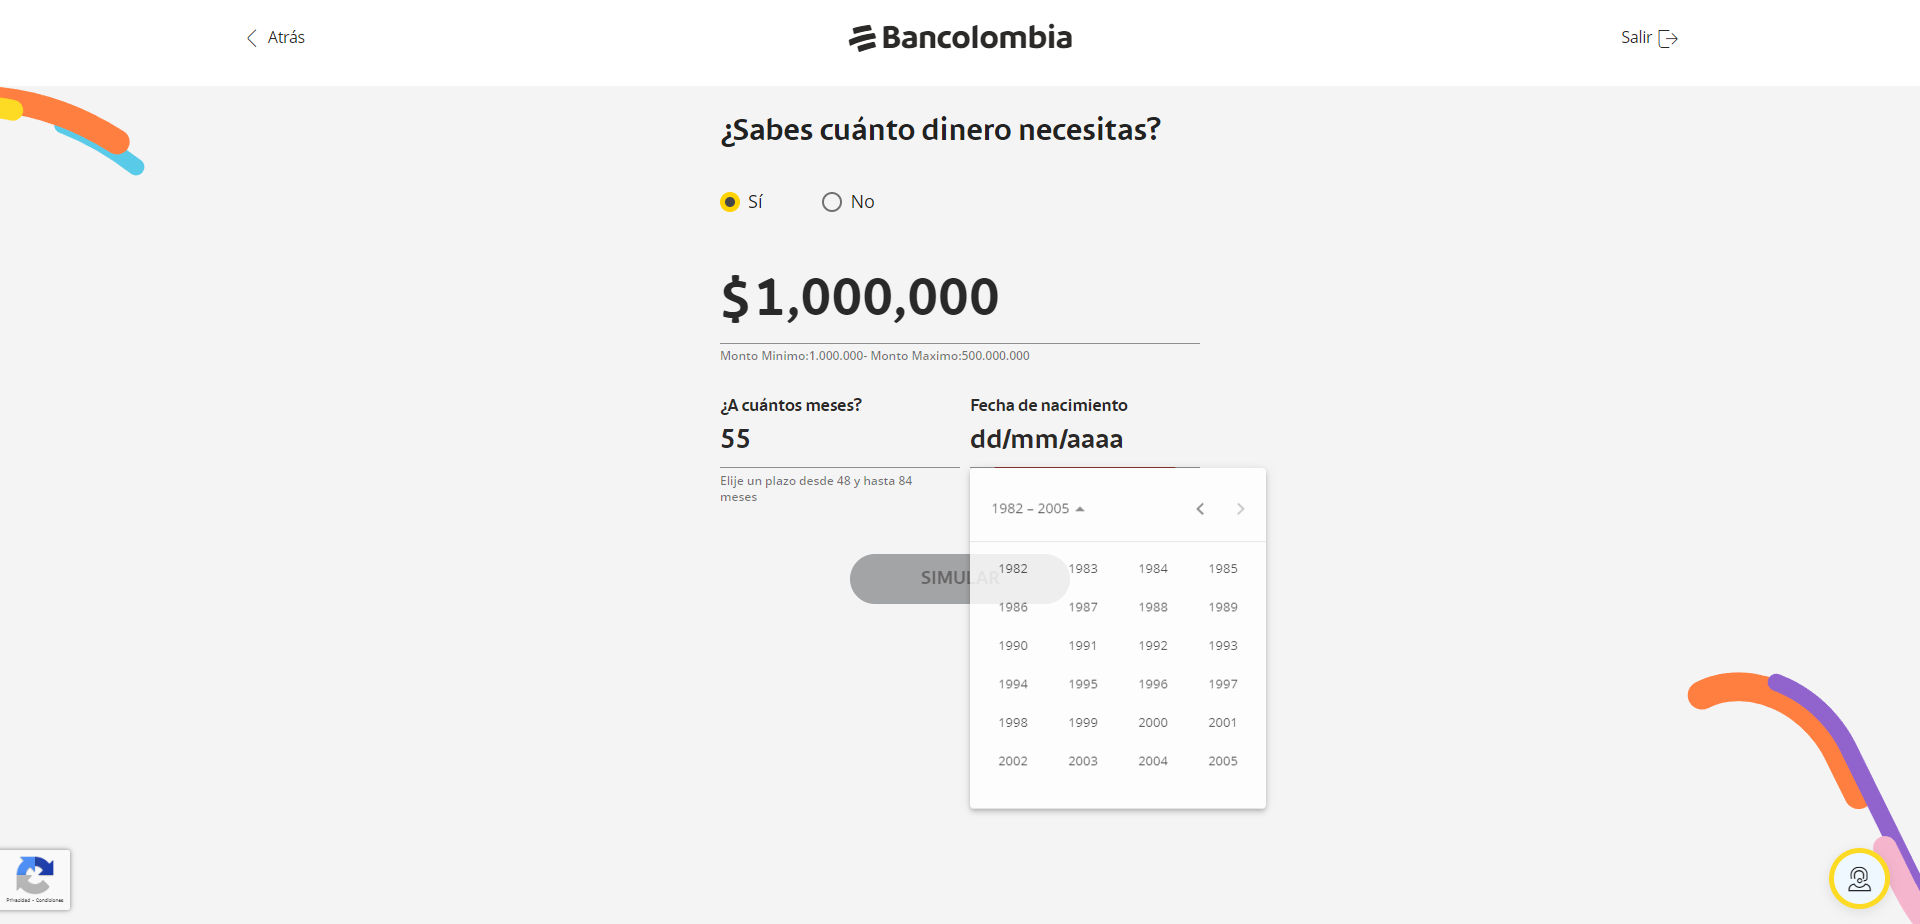 Atrás
Bancolombia
Salir
¿Sabes cuánto dinero necesitas?
Sí
No
$1,000,000
Monto Minimo:1.000.000- Monto Maximo:500.000.000
¿A cuántos meses?
Fecha de nacimiento
55
dd/mm/aaaa
Elije un plazo desde 48 y hasta 84
meses
1982 – 2005
SIMULAR
1982 1983 1984 1985
1986 1987 1988 1989
1990 1991 1992 1993
1994 1995 1996 1997
1998 1999 2000 2001
2002 2003 2004 2005
Privacidad - Condiciones